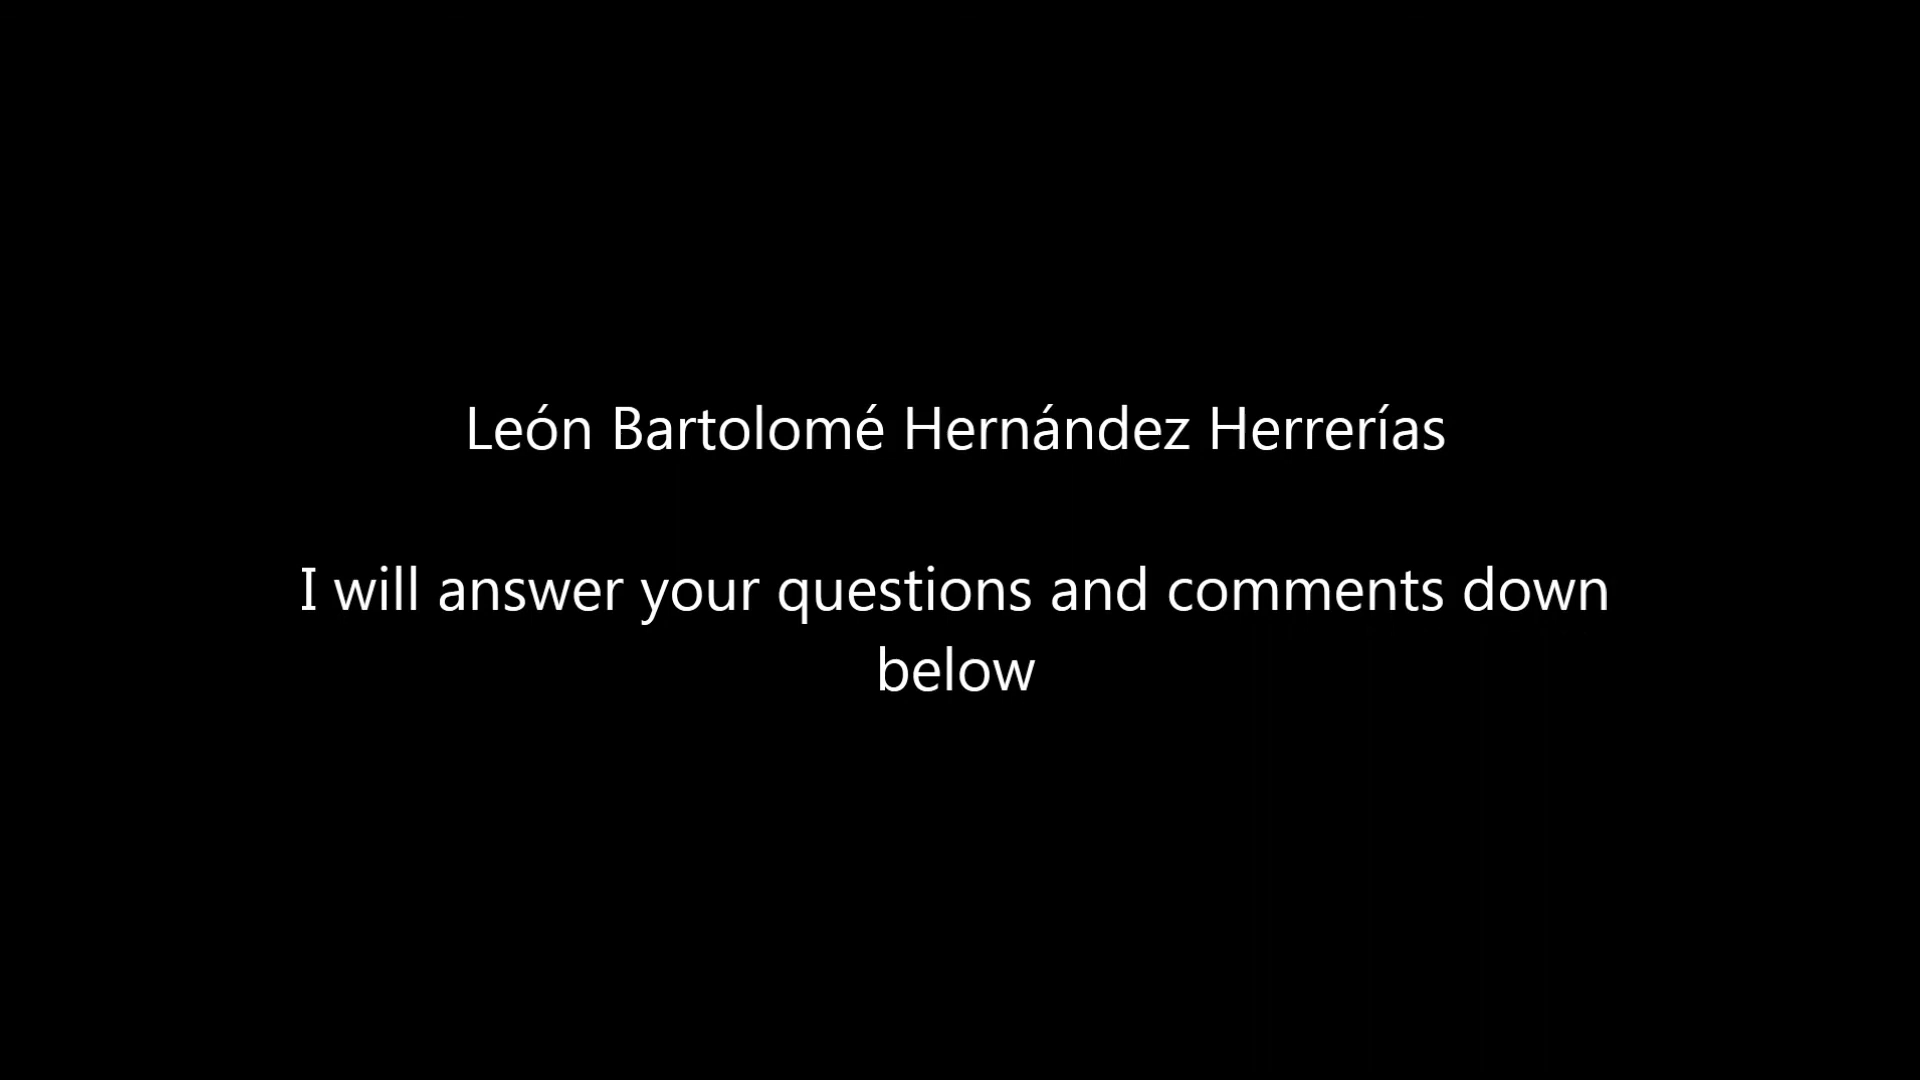 León Bartolomé Hernández Herrerías
I will answer your questions and comments down
below